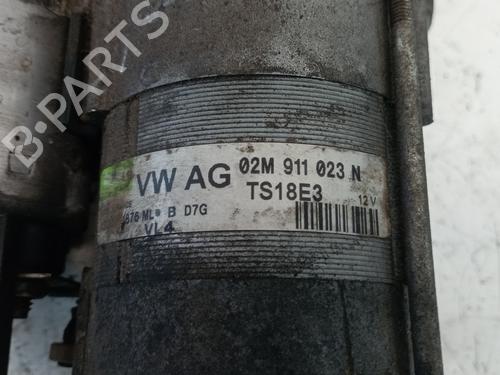 B-PARTS
VW AG 02M 911 023 N
TS18E3 12V
B D7G
VL4